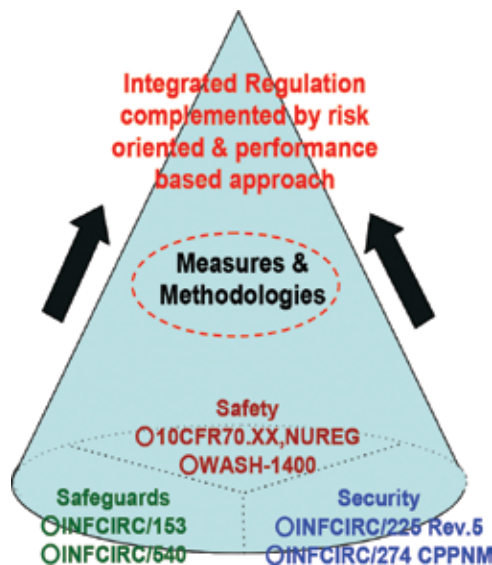 Integrated Regulation
complemented by risk
oriented & performance
based approach
Measures &
Methodologies
Safety
○10CFR70.XX,NUREG
○WASH-1400
Safeguards
○INFCIRC/153
○INFCIRC/540
Security
○INFCIRC/225 Rev.5
○INFCIRC/274 CPPNM